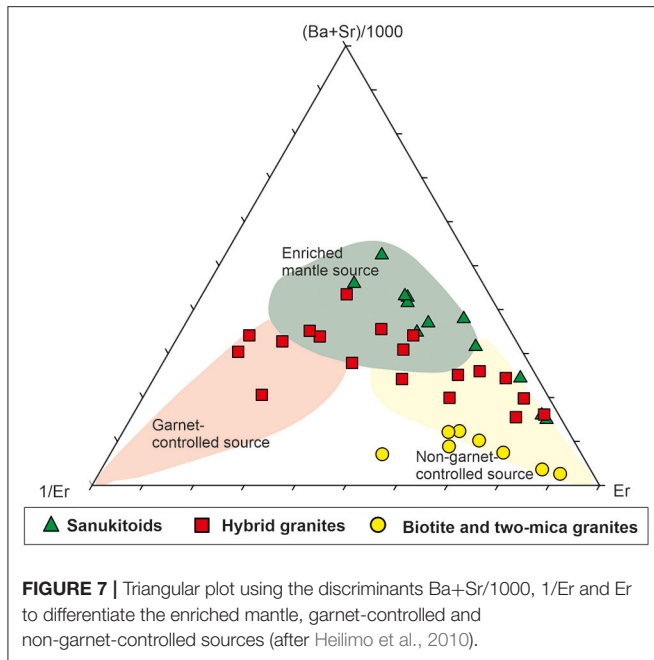 (Ba+Sr)/1000
Enriched
mantle source
Garnet-
controlled source
Non-garnet-
controlled source
1/Er
Er
Sanukitoids Hybrid granites Biotite and two-mica granites
FIGURE 7 | Triangular plot using the discriminants Ba+Sr/1000, 1/Er and Er
to differentiate the enriched mantle, garnet-controlled and
non-garnet-controlled sources (after Heilimo et al., 2010).